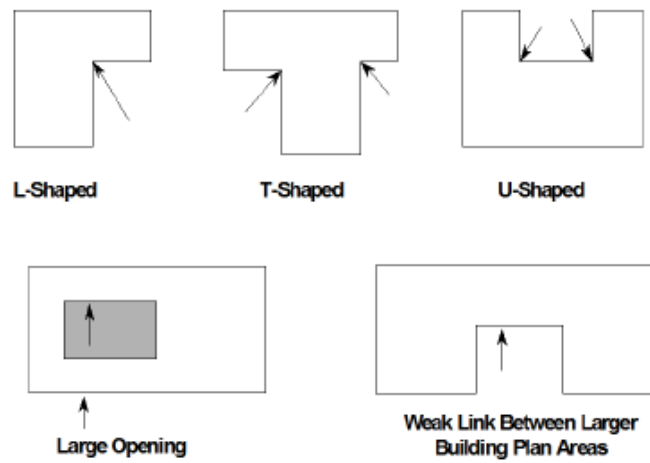 L-Shaped
T-Shaped
U-Shaped
Large Opening
Weak Link Between Larger
Building Plan Areas